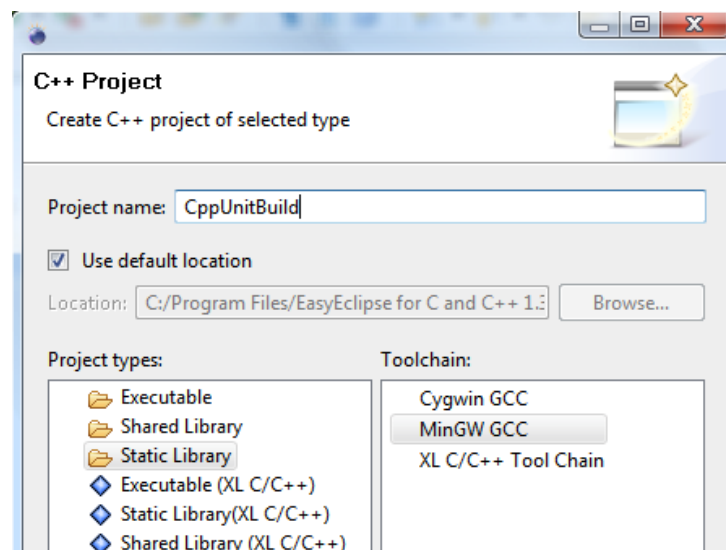 C++ Project
Create C++ project of selected type
Project name: CppUnitBuild
Use default location
Location: C:/Program Files/EasyEclipse for C and C++ 1.3 Browse...
Project types:
Executable
Shared Library
Static Library
Executable (XL C/C++)
Static Library(XL C/C++)
Shared Library (XL C/C++)
Toolchain:
Cygwin GCC
MinGW GCC
XL C/C++ Tool Chain